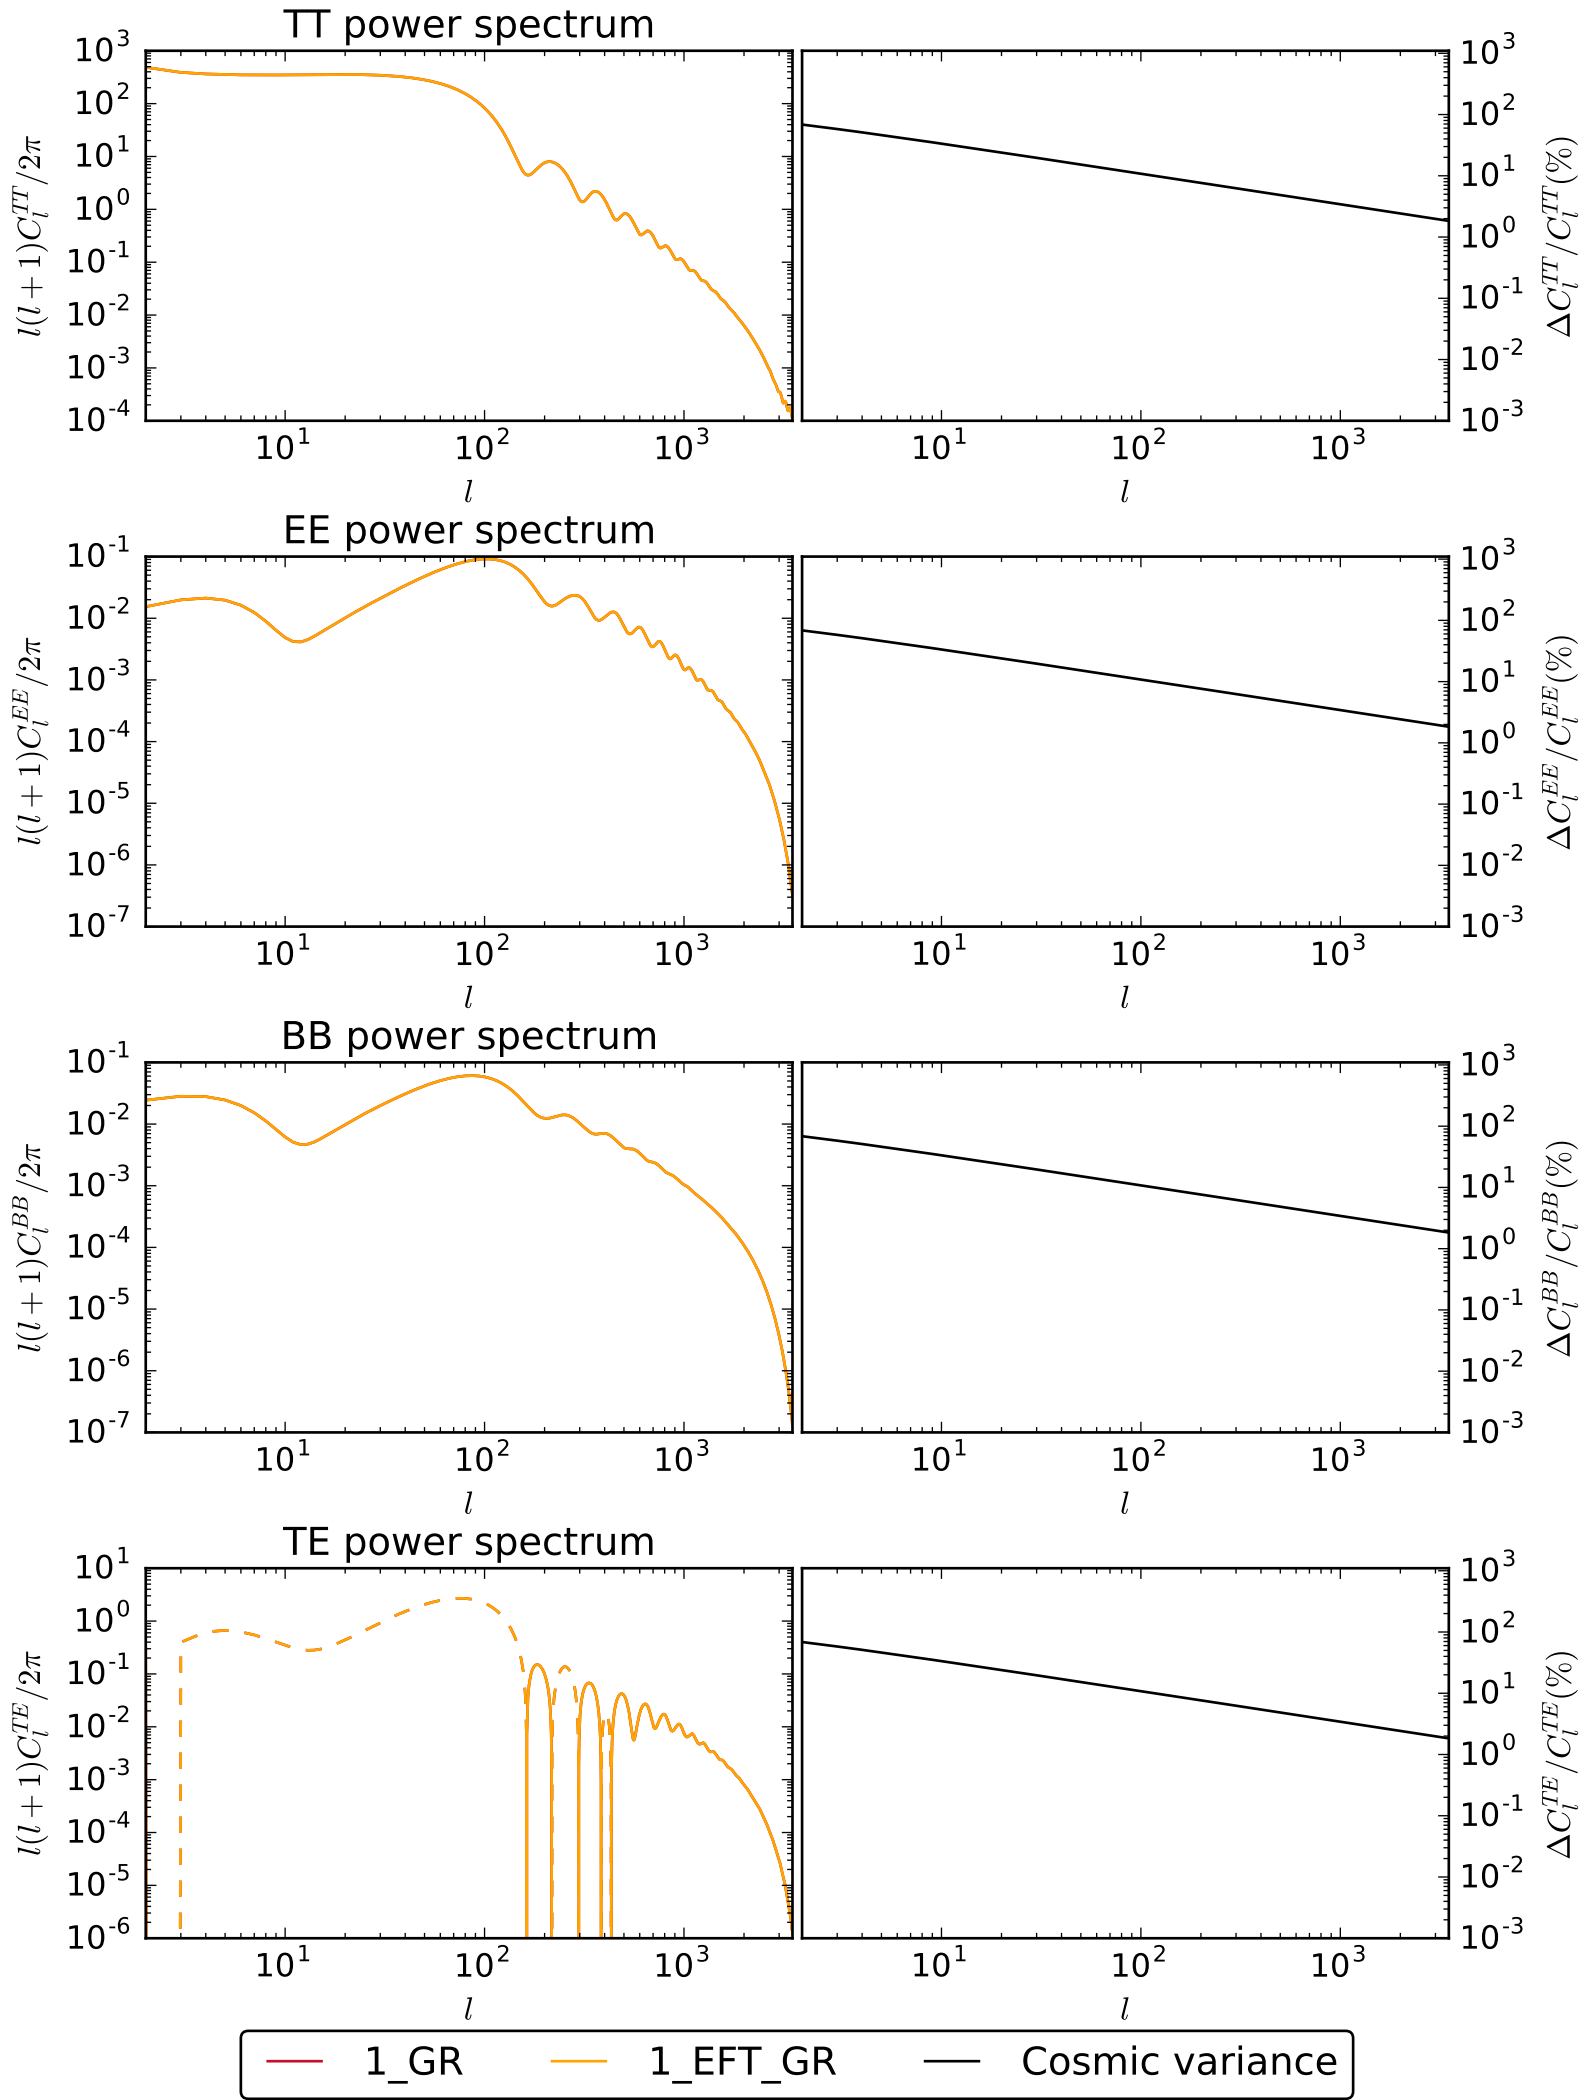 TT power spectrum
l(l+1)C_l^{TT}/2π
10^3
10^2
10^1
10^0
10^-1
10^-2
10^-3
10^-4
10^1 10^2 10^3
l
10^3
10^2
10^1
10^0
10^-1
10^-2
10^-3
ΔC_l^{TT}/C_l^{TT}(%)
10^1 10^2 10^3
l
EE power spectrum
l(l+1)C_l^{EE}/2π
10^-1
10^-2
10^-3
10^-4
10^-5
10^-6
10^-7
10^1 10^2 10^3
l
10^3
10^2
10^1
10^0
10^-1
10^-2
10^-3
ΔC_l^{EE}/C_l^{EE}(%)
10^1 10^2 10^3
l
BB power spectrum
l(l+1)C_l^{BB}/2π
10^-1
10^-2
10^-3
10^-4
10^-5
10^-6
10^-7
10^1 10^2 10^3
l
10^3
10^2
10^1
10^0
10^-1
10^-2
10^-3
ΔC_l^{BB}/C_l^{BB}(%)
10^1 10^2 10^3
l
TE power spectrum
l(l+1)C_l^{TE}/2π
10^1
10^0
10^-1
10^-2
10^-3
10^-4
10^-5
10^-6
10^1 10^2 10^3
l
10^3
10^2
10^1
10^0
10^-1
10^-2
10^-3
ΔC_l^{TE}/C_l^{TE}(%)
10^1 10^2 10^3
l
1_GR 1_EFT_GR Cosmic variance